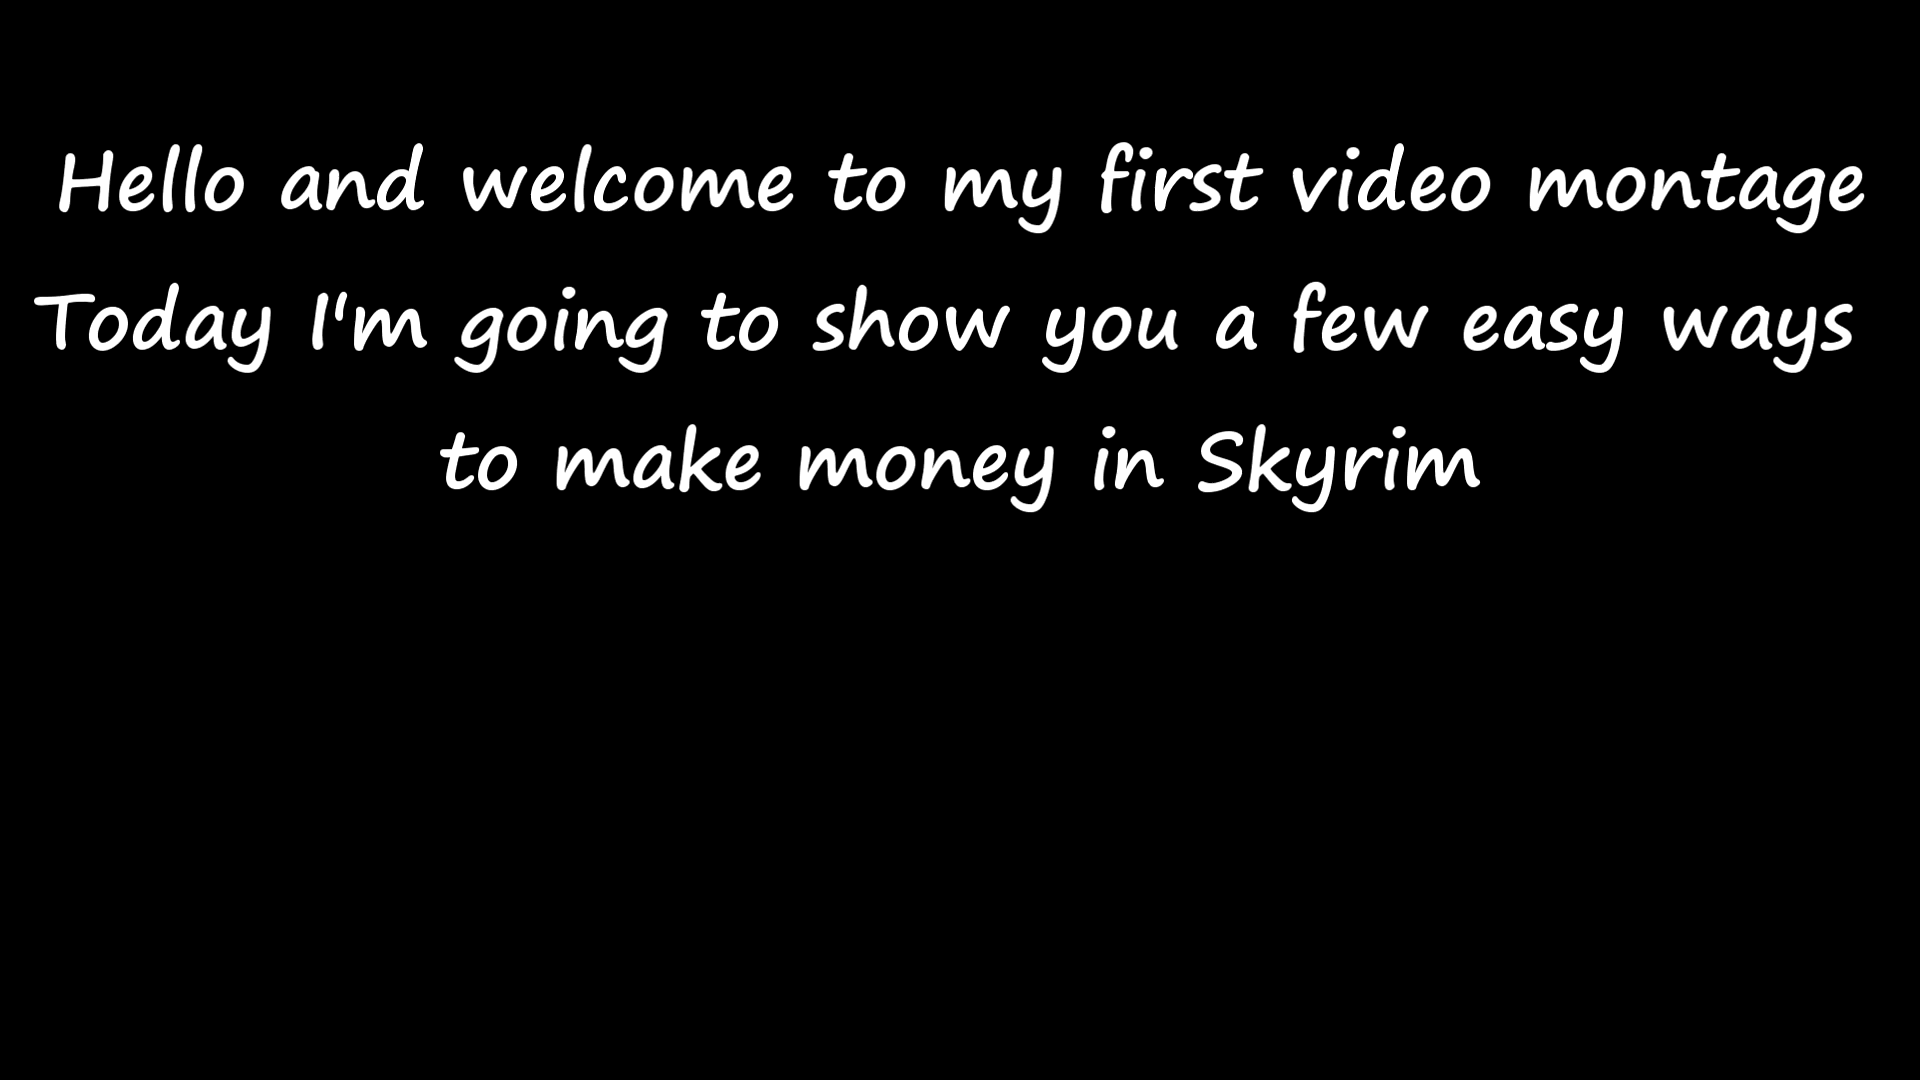 Hello and welcome to my first video montage
Today I'm going to show you a few easy ways
to make money in Skyrim